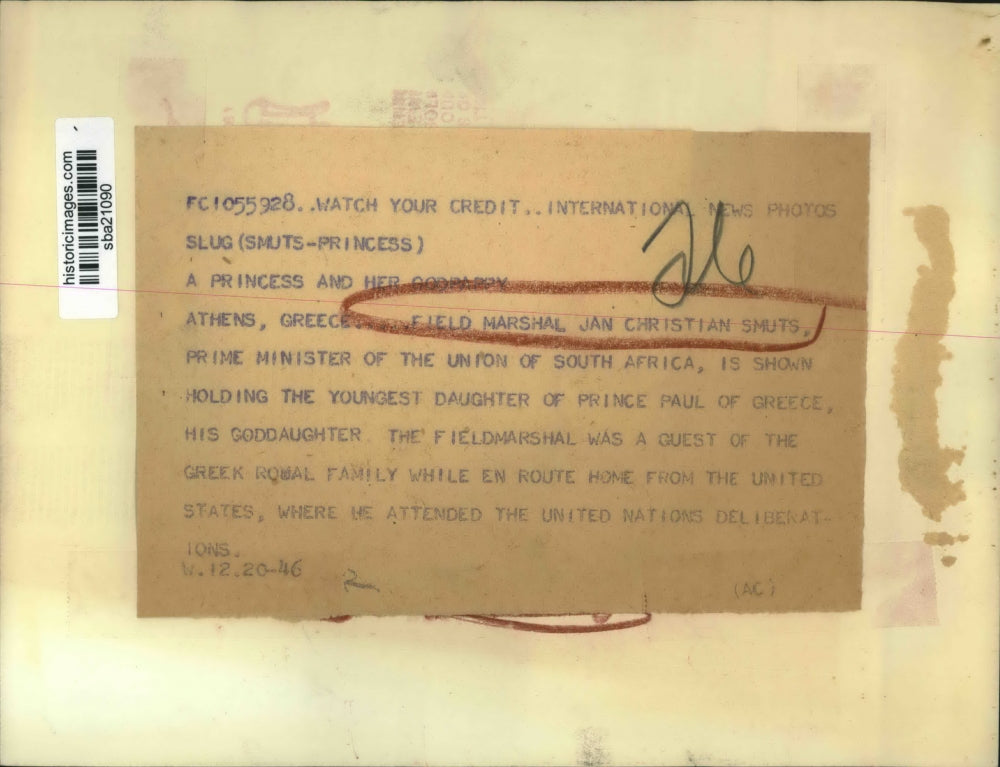 historicimages.com
sba21090
FC1055928..WATCH YOUR CREDIT..INTERNATIONAL NEWS PHOTOS
SLUG (SMUTS-PRINCESS)
A PRINCESS AND HER GODPAPPY
ATHENS, GREECE.... FIELD MARSHAL JAN CHRISTIAN SMUTS,
PRIME MINISTER OF THE UNION OF SOUTH AFRICA, IS SHOWN
HOLDING THE YOUNGEST DAUGHTER OF PRINCE PAUL OF GREECE,
HIS GODDAUGHTER THE FIELDMARSHAL WAS A GUEST OF THE
GREEK ROWAL FAMILY WHILE EN ROUTE HOME FROM THE UNITED
STATES, WHERE HE ATTENDED THE UNITED NATIONS DELIBERAT-
IONS.
W.12.20-46
2
(AC)